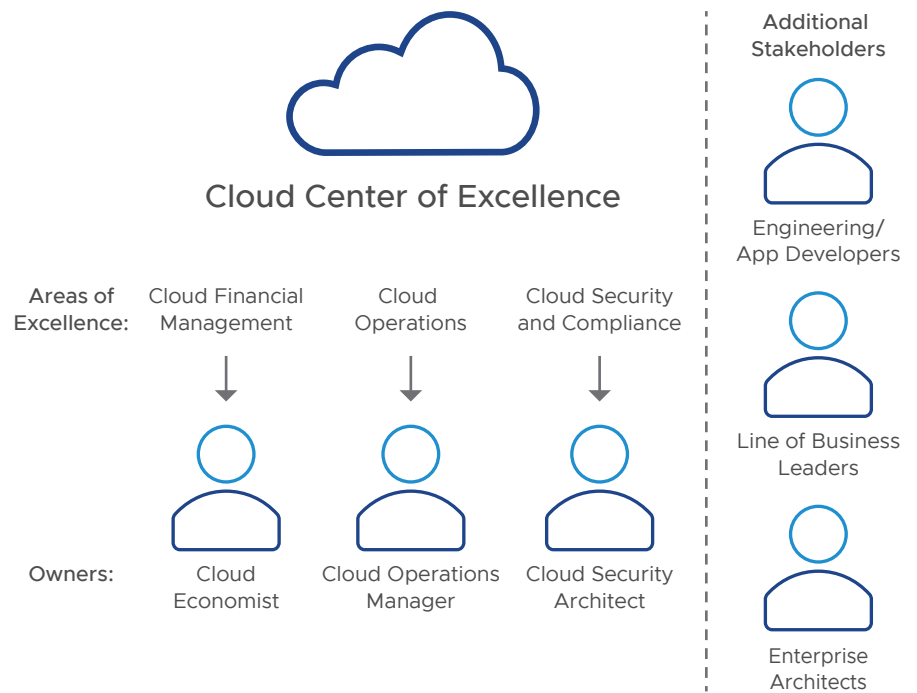 Cloud Center of Excellence
Areas of
Excellence:
Cloud Financial
Management
Cloud
Operations
Cloud Security
and Compliance
Owners:
Cloud
Economist
Cloud Operations
Manager
Cloud Security
Architect
Additional
Stakeholders
Engineering/
App Developers
Line of Business
Leaders
Enterprise
Architects